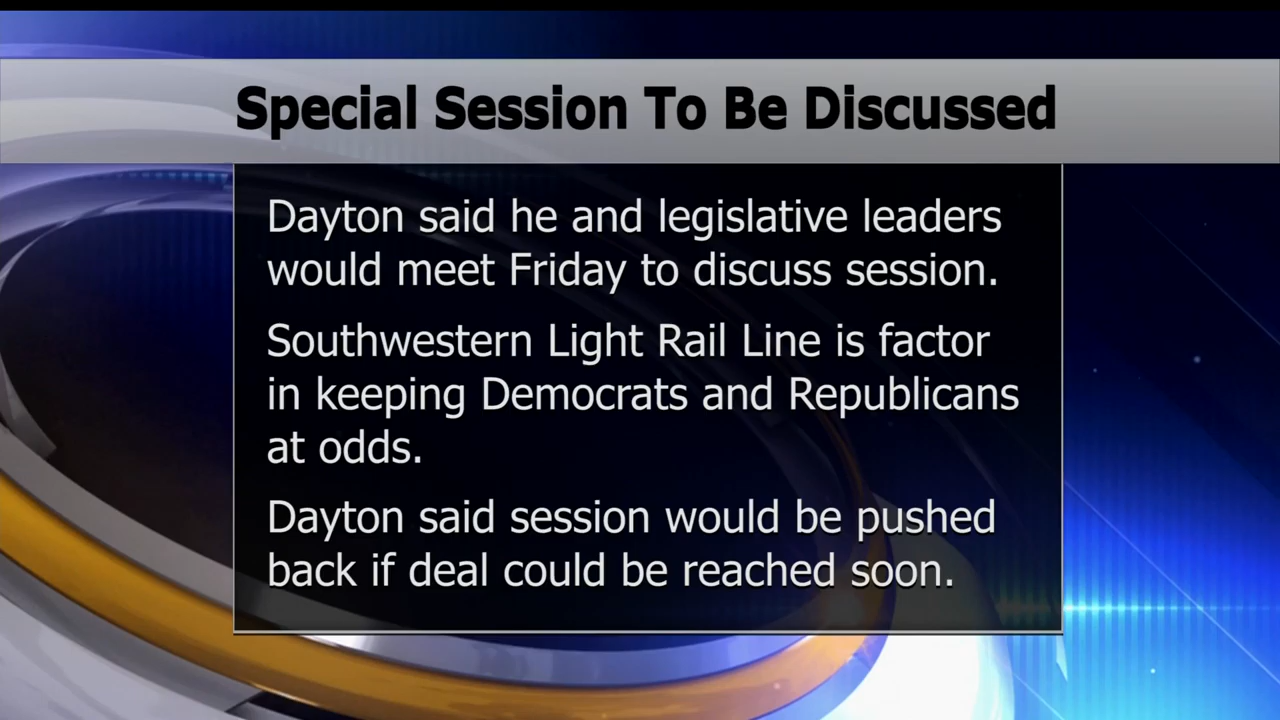 Special Session To Be Discussed
Dayton said he and legislative leaders
would meet Friday to discuss session.
Southwestern Light Rail Line is factor
in keeping Democrats and Republicans
at odds.
Dayton said session would be pushed
back if deal could be reached soon.